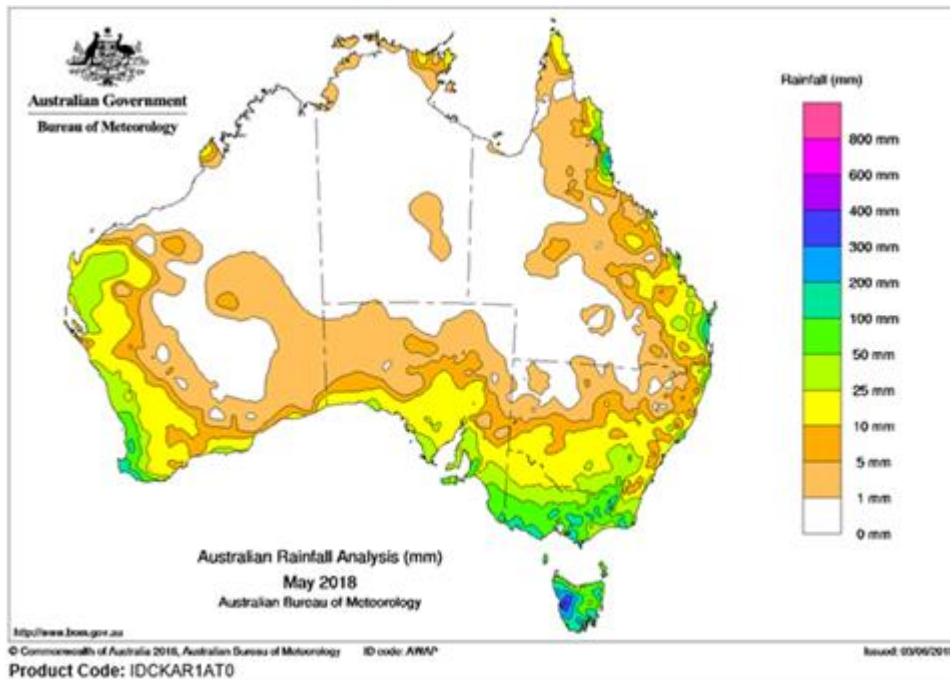 Australian Government
Bureau of Meteorology
Rainfall (mm)
800 mm
600 mm
400 mm
300 mm
200 mm
100 mm
50 mm
25 mm
10 mm
5 mm
1 mm
0 mm
Australian Rainfall Analysis (mm)
May 2018
Australian Bureau of Meteorology
http://www.bom.gov.au
© Commonwealth of Australia 2018, Australian Bureau of Meteorology ID code: AWAP Issued:
Product Code: IDCKAR1AT0